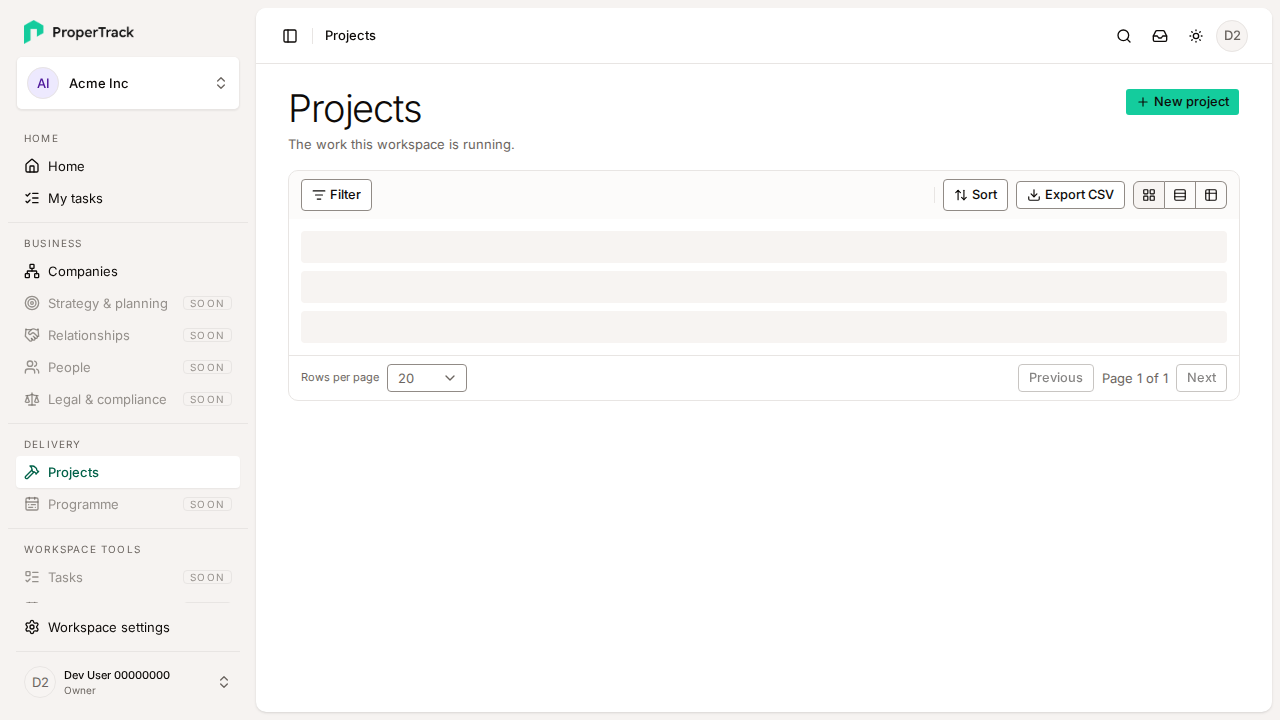 ProperTrack
AI
Acme Inc
HOME
Home
My tasks
BUSINESS
Companies
Strategy & planning SOON
Relationships SOON
People SOON
Legal & compliance SOON
DELIVERY
Projects
Programme SOON
WORKSPACE TOOLS
Tasks SOON
Workspace settings
D2
Dev User 00000000
Owner
Projects
D2
Projects
New project
The work this workspace is running.
Filter
Sort
Export CSV
Rows per page 20
Previous Page 1 of 1 Next